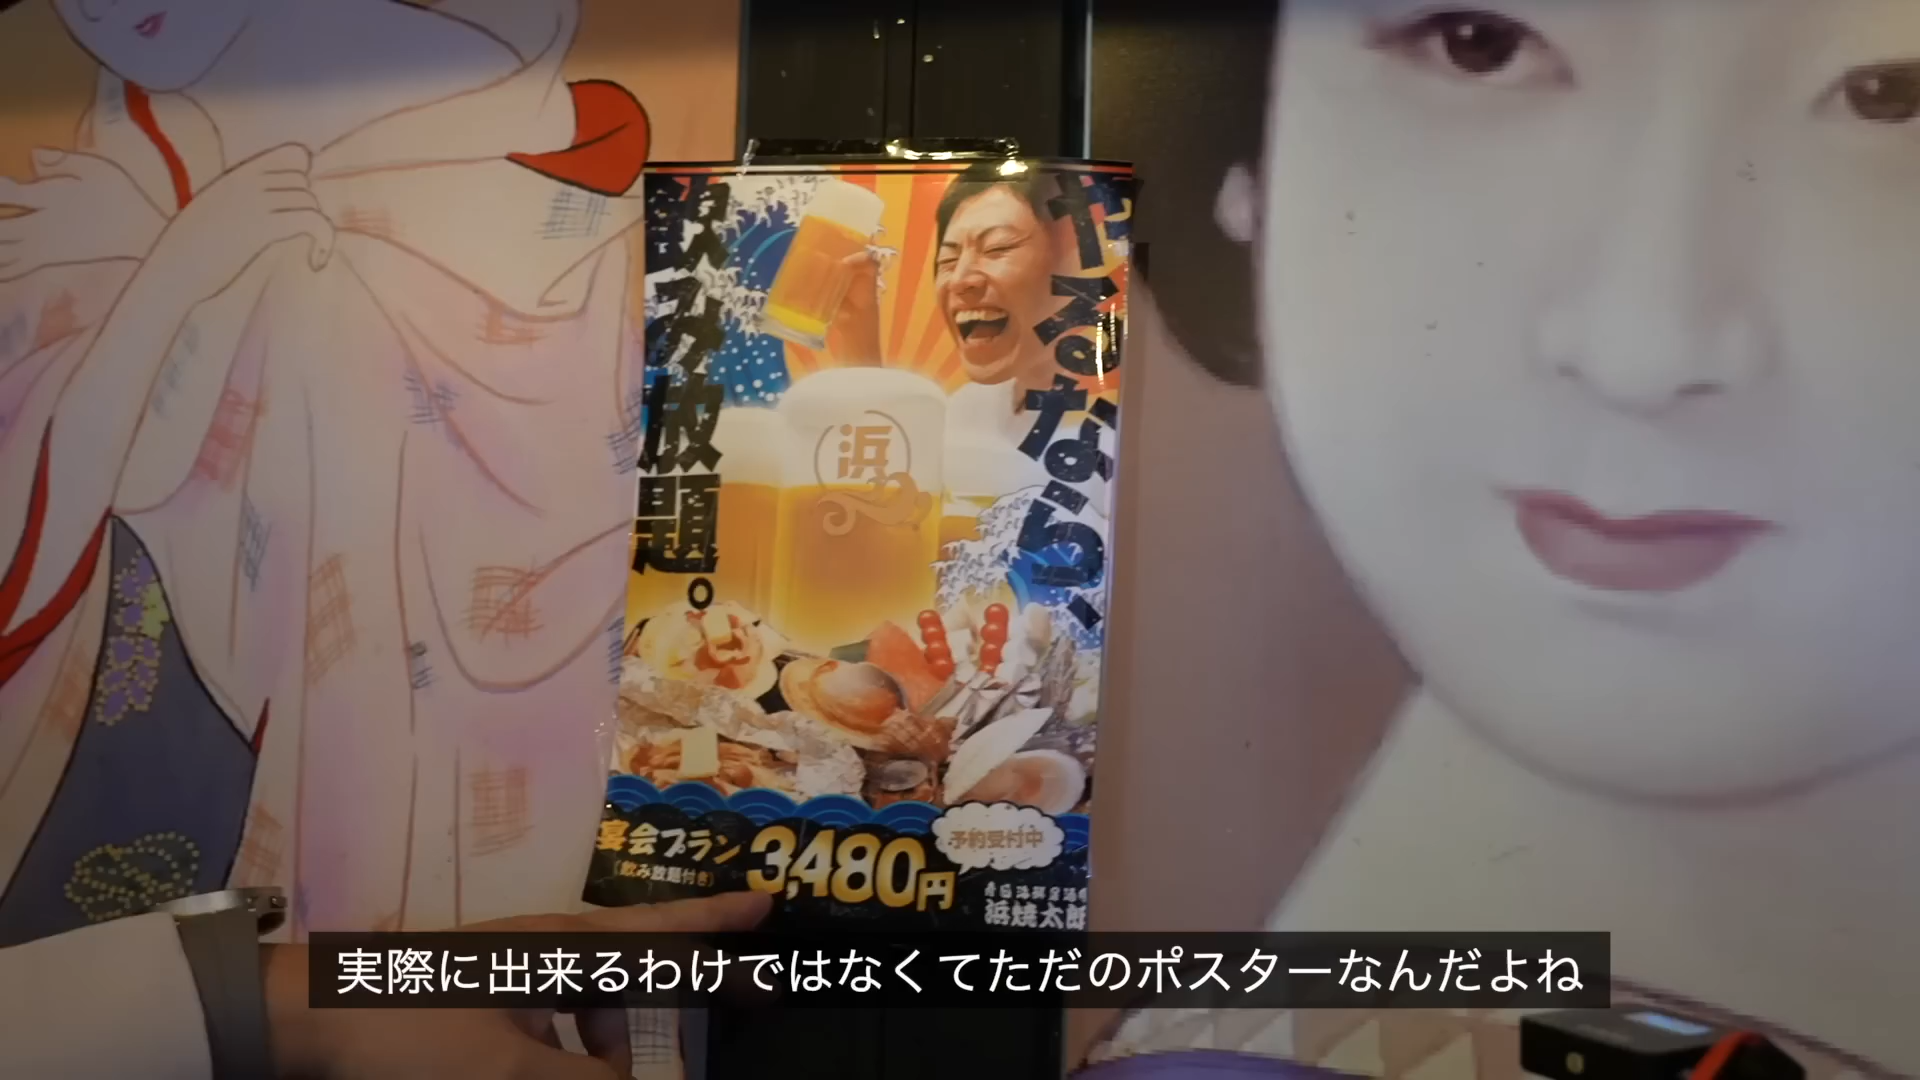 やるなら、
飲み放題。
浜
宴会プラン
(飲み放題付き)
3,480円
予約受付中
浜焼太郎
実際に出来るわけではなくてただのポスターなんだよね